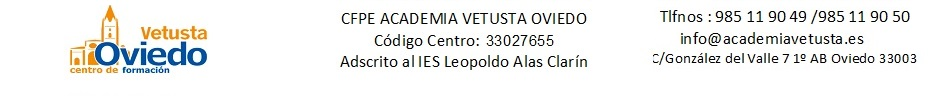 Vetusta
Oviedo
centro de formación
CFPE ACADEMIA VETUSTA OVIEDO
Código Centro: 33027655
Adscrito al IES Leopoldo Alas Clarín
Tlfnos : 985 11 90 49 /985 11 90 50
info@academiavetusta.es
C/González del Valle 7 1º AB Oviedo 33003